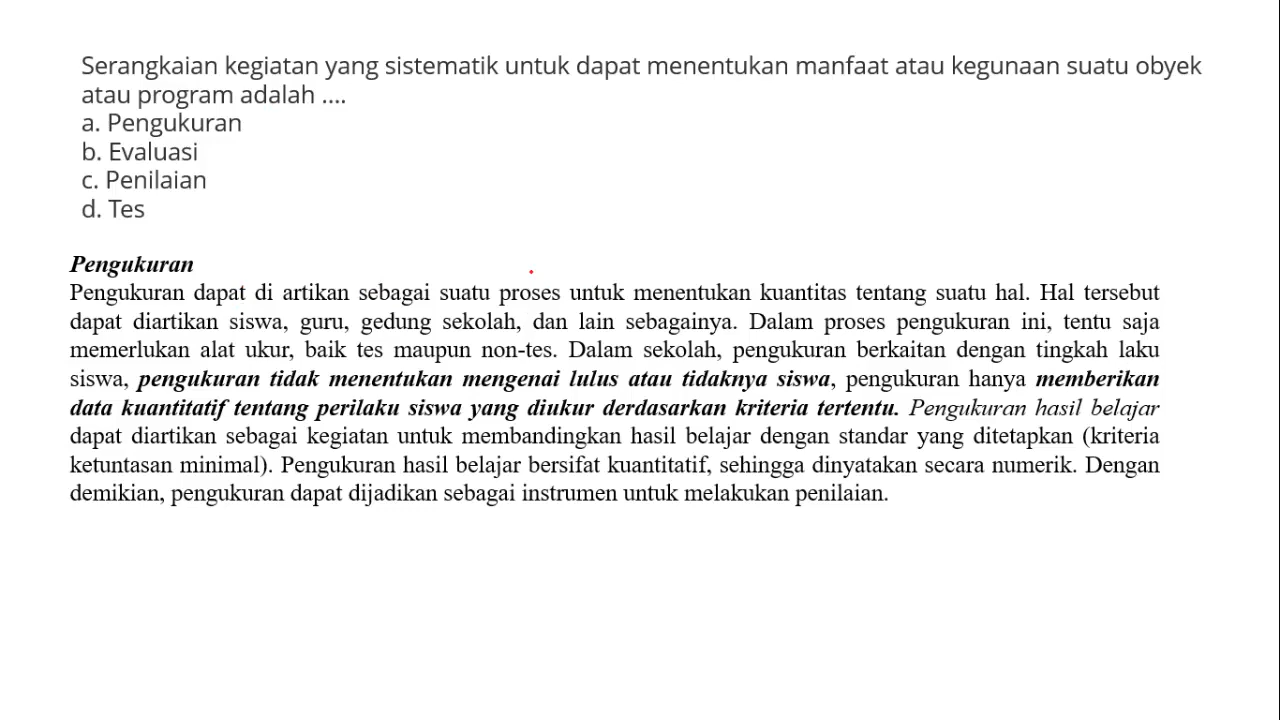 Serangkaian kegiatan yang sistematik untuk dapat menentukan manfaat atau kegunaan suatu obyek
atau program adalah ....
a. Pengukuran
b. Evaluasi
c. Penilaian
d. Tes
Pengukuran
Pengukuran dapat di artikan sebagai suatu proses untuk menentukan kuantitas tentang suatu hal. Hal tersebut
dapat diartikan siswa, guru, gedung sekolah, dan lain sebagainya. Dalam proses pengukuran ini, tentu saja
memerlukan alat ukur, baik tes maupun non-tes. Dalam sekolah, pengukuran berkaitan dengan tingkah laku
siswa, pengukuran tidak menentukan mengenai lulus atau tidaknya siswa, pengukuran hanya memberikan
data kuantitatif tentang perilaku siswa yang diukur derdasarkan kriteria tertentu. Pengukuran hasil belajar
dapat diartikan sebagai kegiatan untuk membandingkan hasil belajar dengan standar yang ditetapkan (kriteria
ketuntasan minimal). Pengukuran hasil belajar bersifat kuantitatif, sehingga dinyatakan secara numerik. Dengan
demikian, pengukuran dapat dijadikan sebagai instrumen untuk melakukan penilaian.